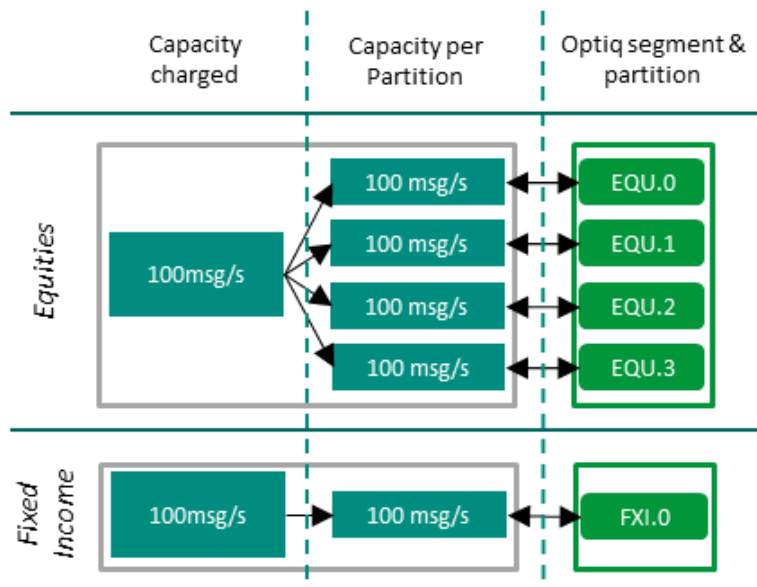 Capacity
charged
Capacity per
Partition
Optiq segment &
partition
Equities
100msg/s
100 msg/s
EQU.0
100 msg/s
EQU.1
100 msg/s
EQU.2
100 msg/s
EQU.3
Fixed
Income
100msg/s
100 msg/s
FXI.0